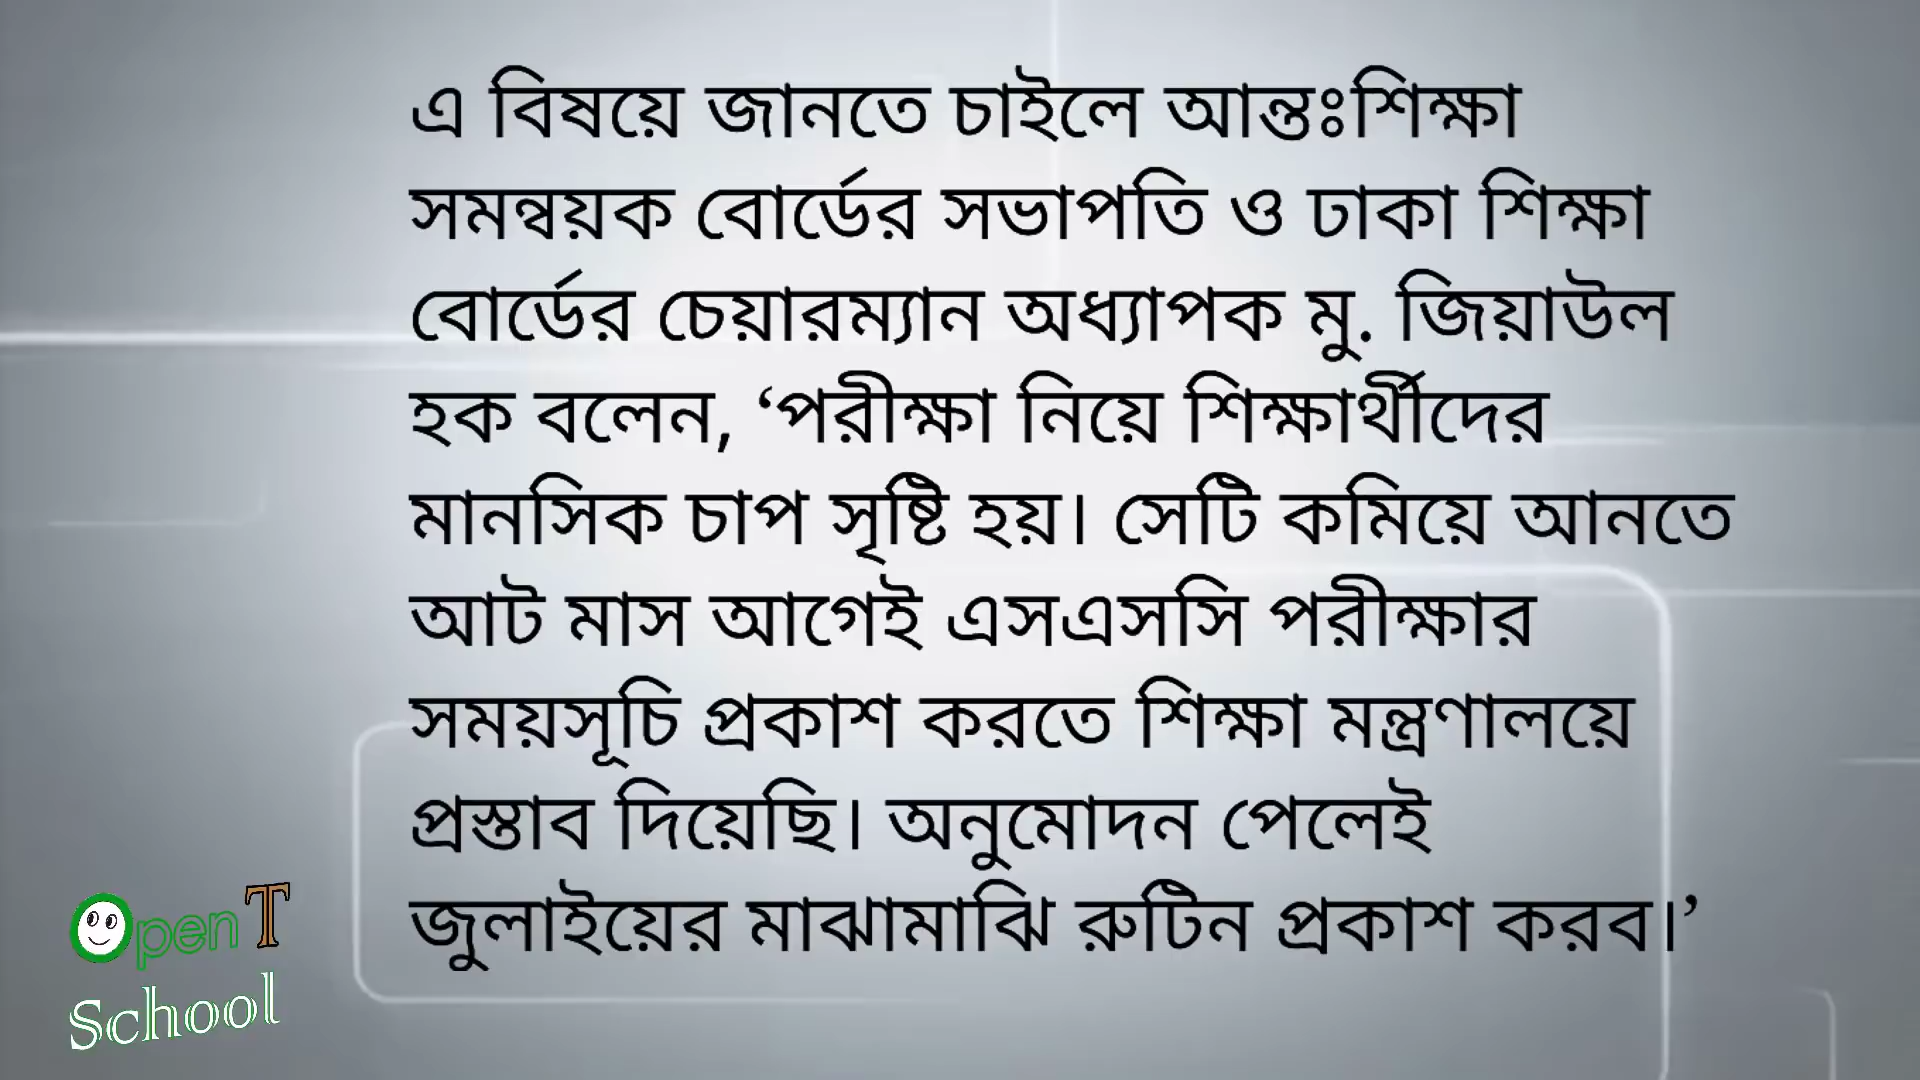 এ বিষয়ে জানতে চাইলে আন্তঃশিক্ষা
সমন্বয়ক বোর্ডের সভাপতি ও ঢাকা শিক্ষা
বোর্ডের চেয়ারম্যান অধ্যাপক মু. জিয়াউল
হক বলেন, ‘পরীক্ষা নিয়ে শিক্ষার্থীদের
মানসিক চাপ সৃষ্টি হয়। সেটি কমিয়ে আনতে
আট মাস আগেই এসএসসি পরীক্ষার
সময়সূচি প্রকাশ করতে শিক্ষা মন্ত্রণালয়ে
প্রস্তাব দিয়েছি। অনুমোদন পেলেই
জুলাইয়ের মাঝামাঝি রুটিন প্রকাশ করব।’
Open T
School